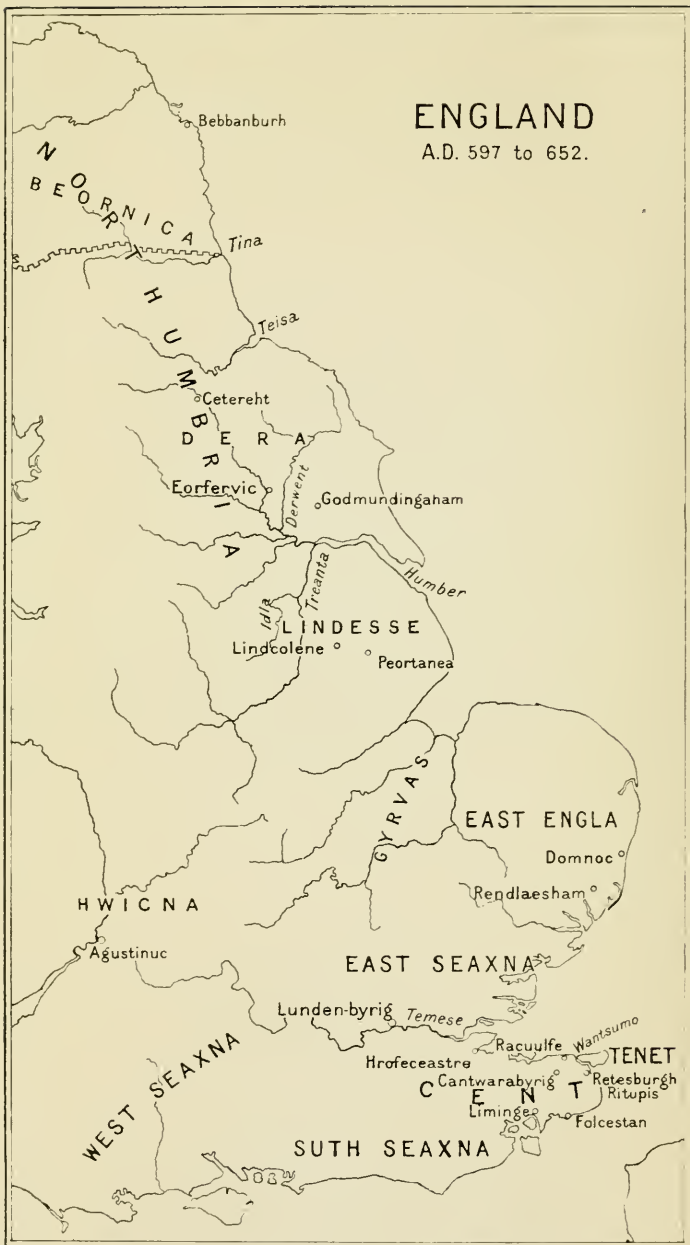 ENGLAND
A.D. 597 to 652.
Bebbanburh
NORTHUMBRIA
BEORNICA
Tina
Teisa
Cetereht
DERA
Eorfervic
Derwent
Godmundingaham
Humber
Treanta
Idla
LINDESSE
Lindcolene
Peortanea
GYRVAS
EAST ENGLA
Domnoc
Rendlaesham
HWICNA
Agustinuc
EAST SEAXNA
Lunden-byrig
Temese
Racuulfe
Wantsumo
TENET
Hrofeceastre
Cantwarabyrig
Retesburgh
Ritupis
CENT
Liminge
Folcestan
WEST SEAXNA
SUTH SEAXNA